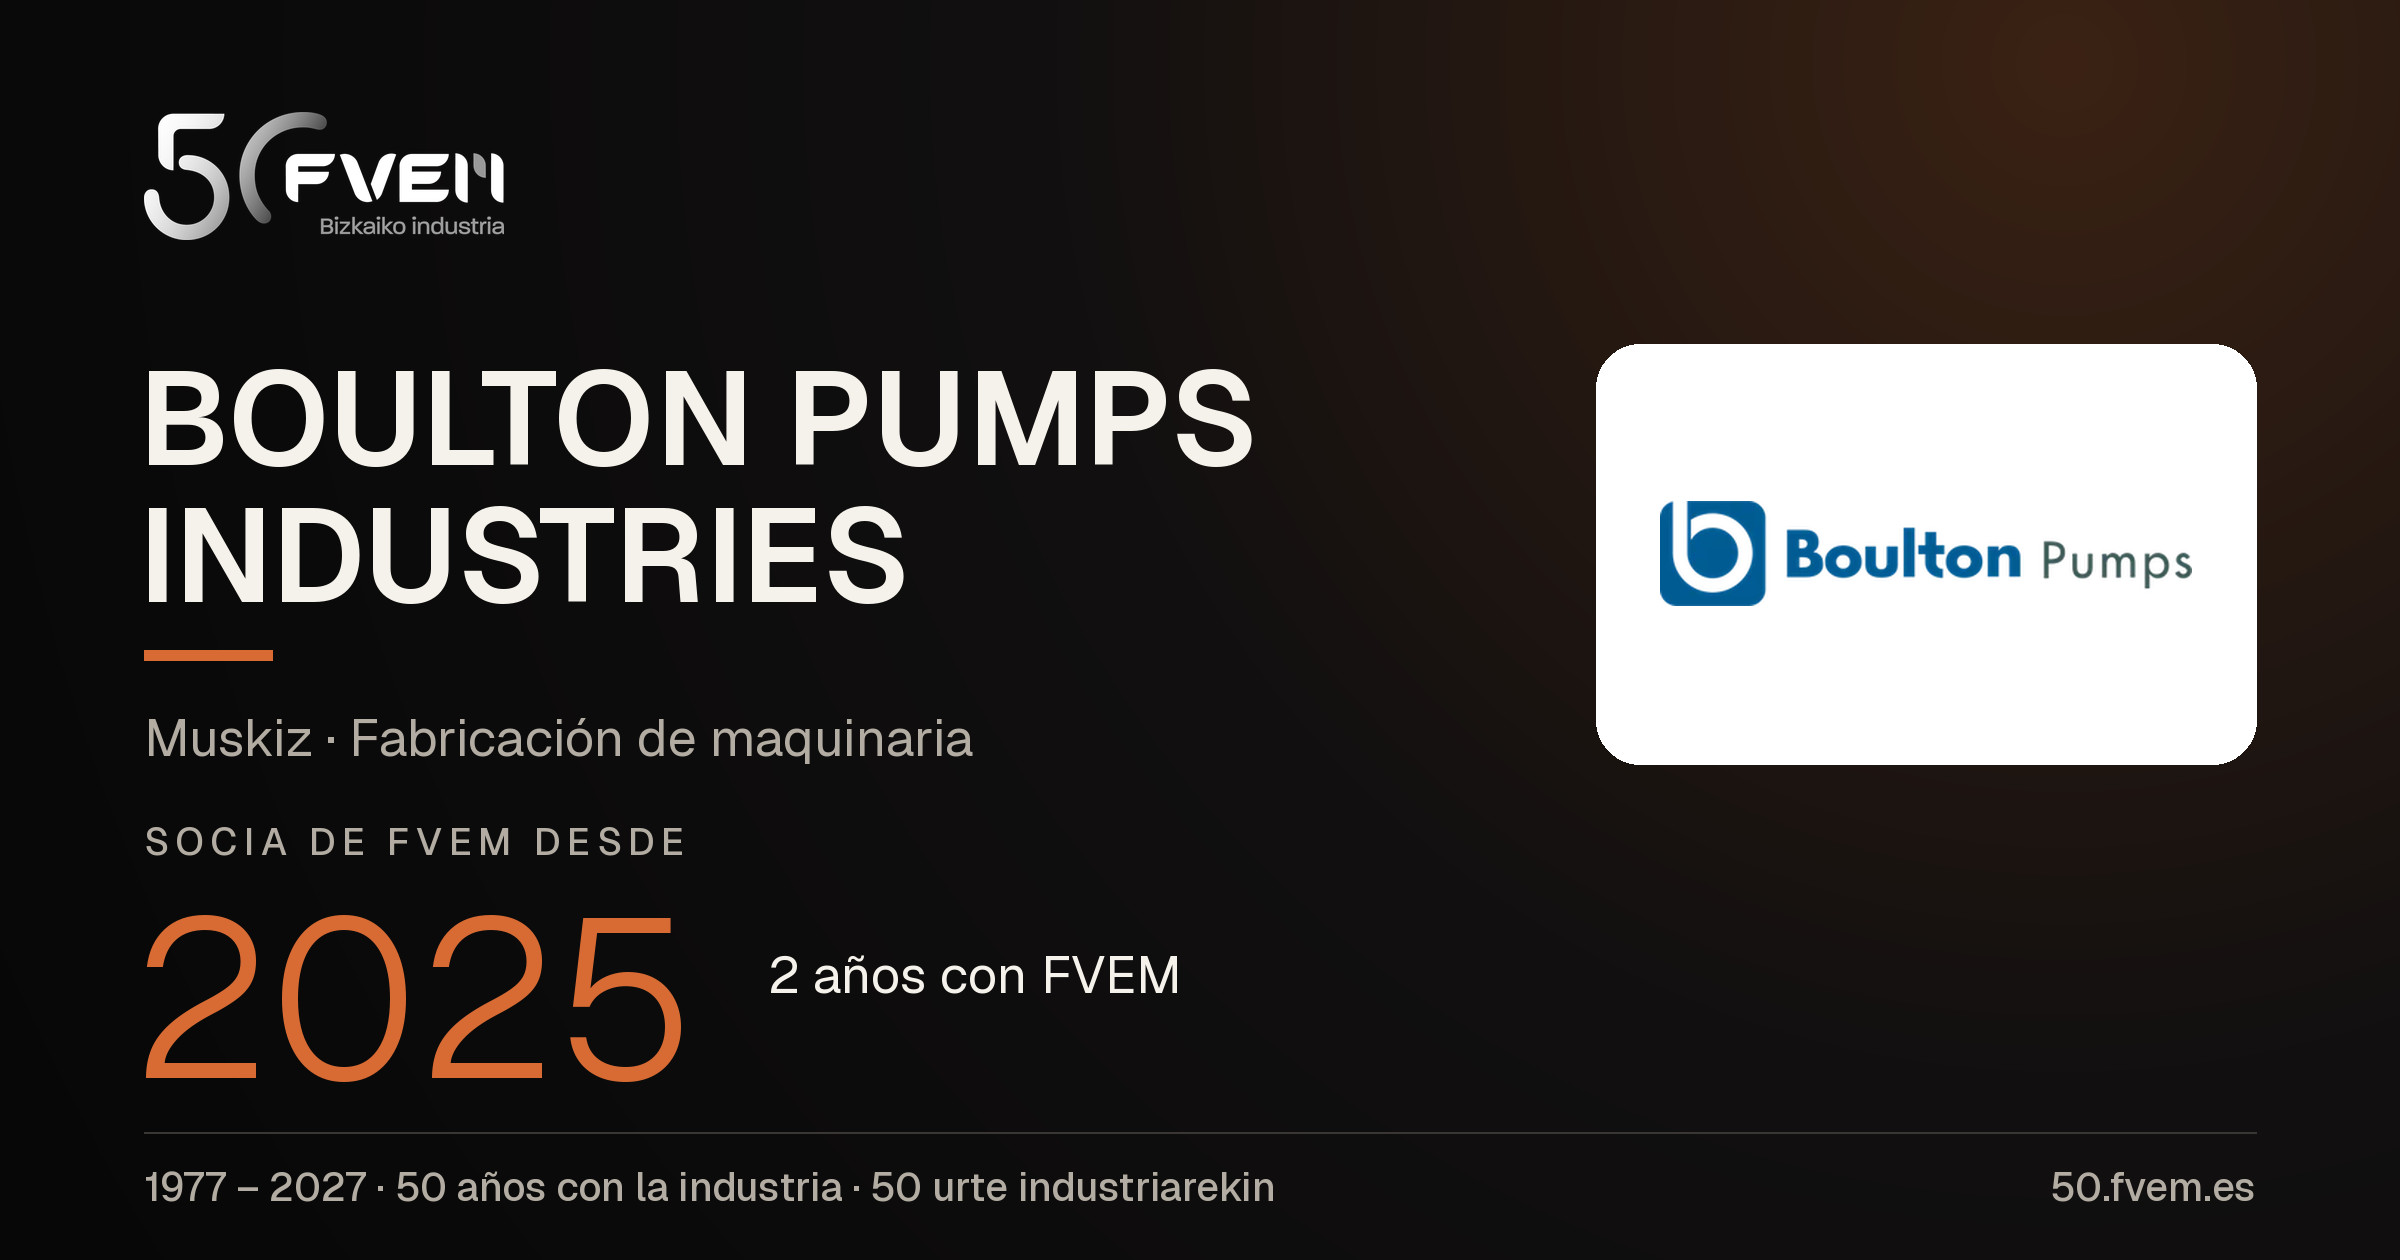 50 FVEM
Bizkaiko industria
BOULTON PUMPS
INDUSTRIES
Boulton Pumps
Muskiz · Fabricación de maquinaria
SOCIA DE FVEM DESDE
2025
2 años con FVEM
1977 – 2027 · 50 años con la industria · 50 urte industriarekin
50.fvem.es